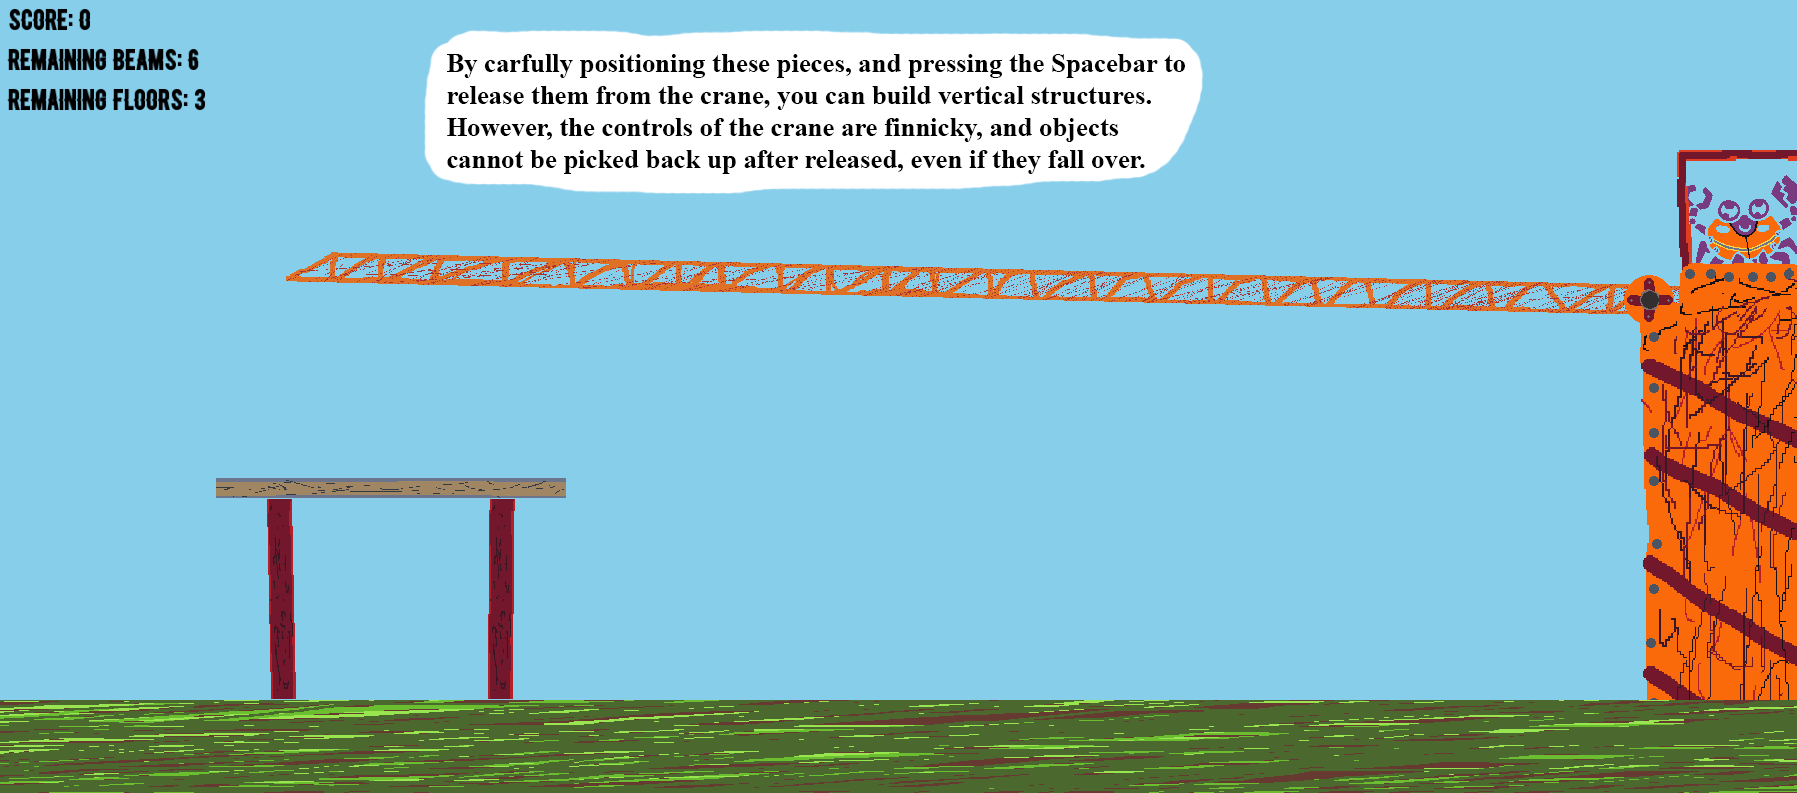 SCORE: 0
REMAINING BEAMS: 6
REMAINING FLOORS: 3
By carfully positioning these pieces, and pressing the Spacebar to
release them from the crane, you can build vertical structures.
However, the controls of the crane are finnicky, and objects
cannot be picked back up after released, even if they fall over.